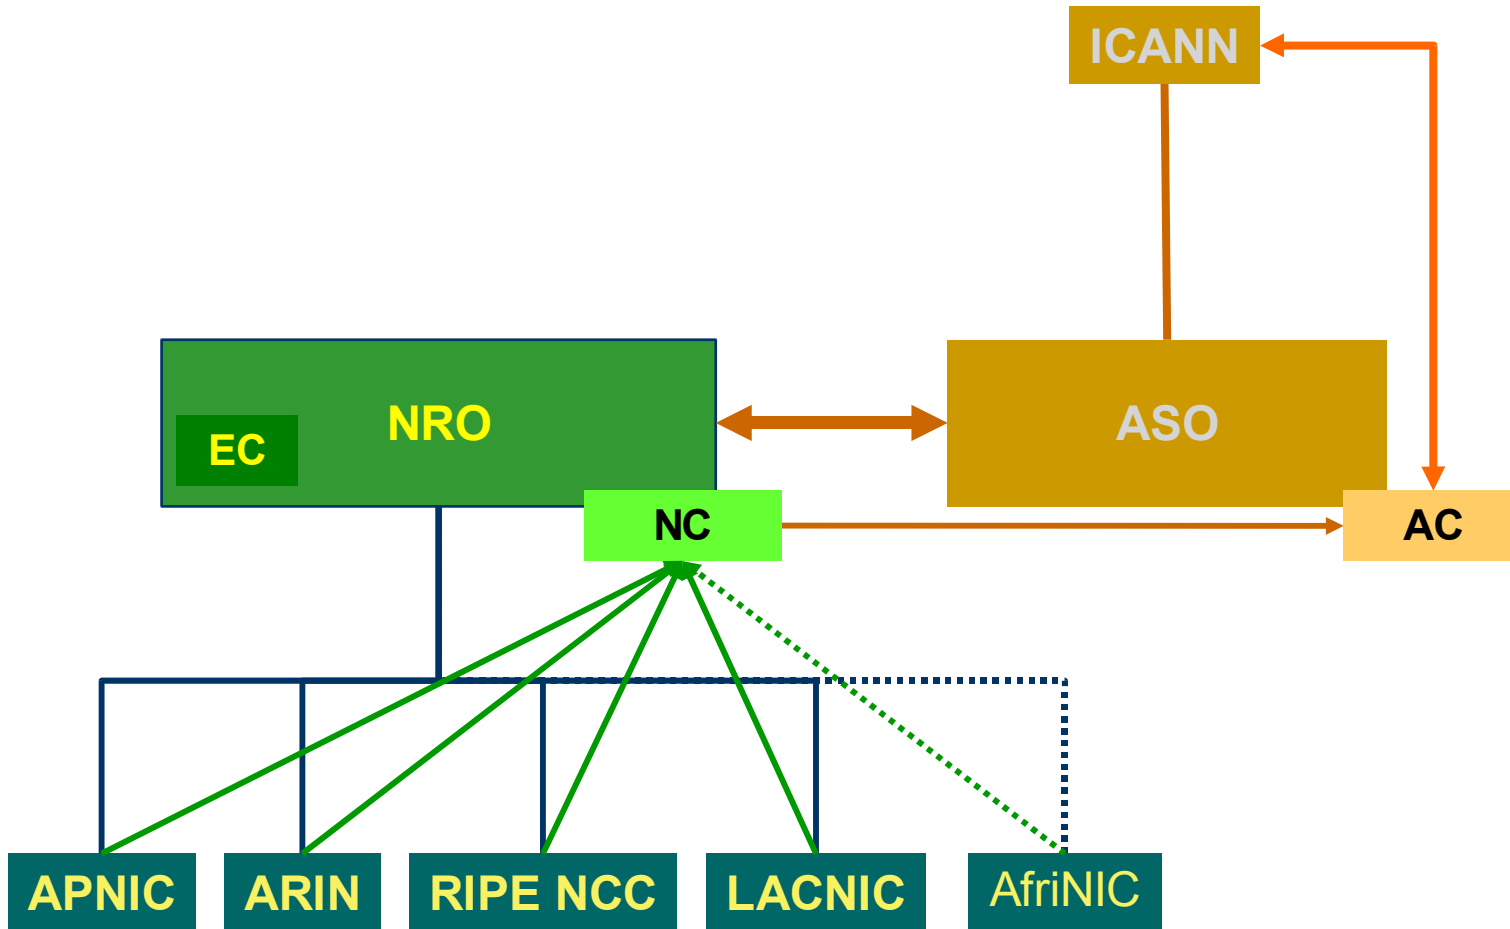 ICANN
NRO
ASO
EC
NC
AC
APNIC
ARIN
RIPE NCC
LACNIC
AfriNIC